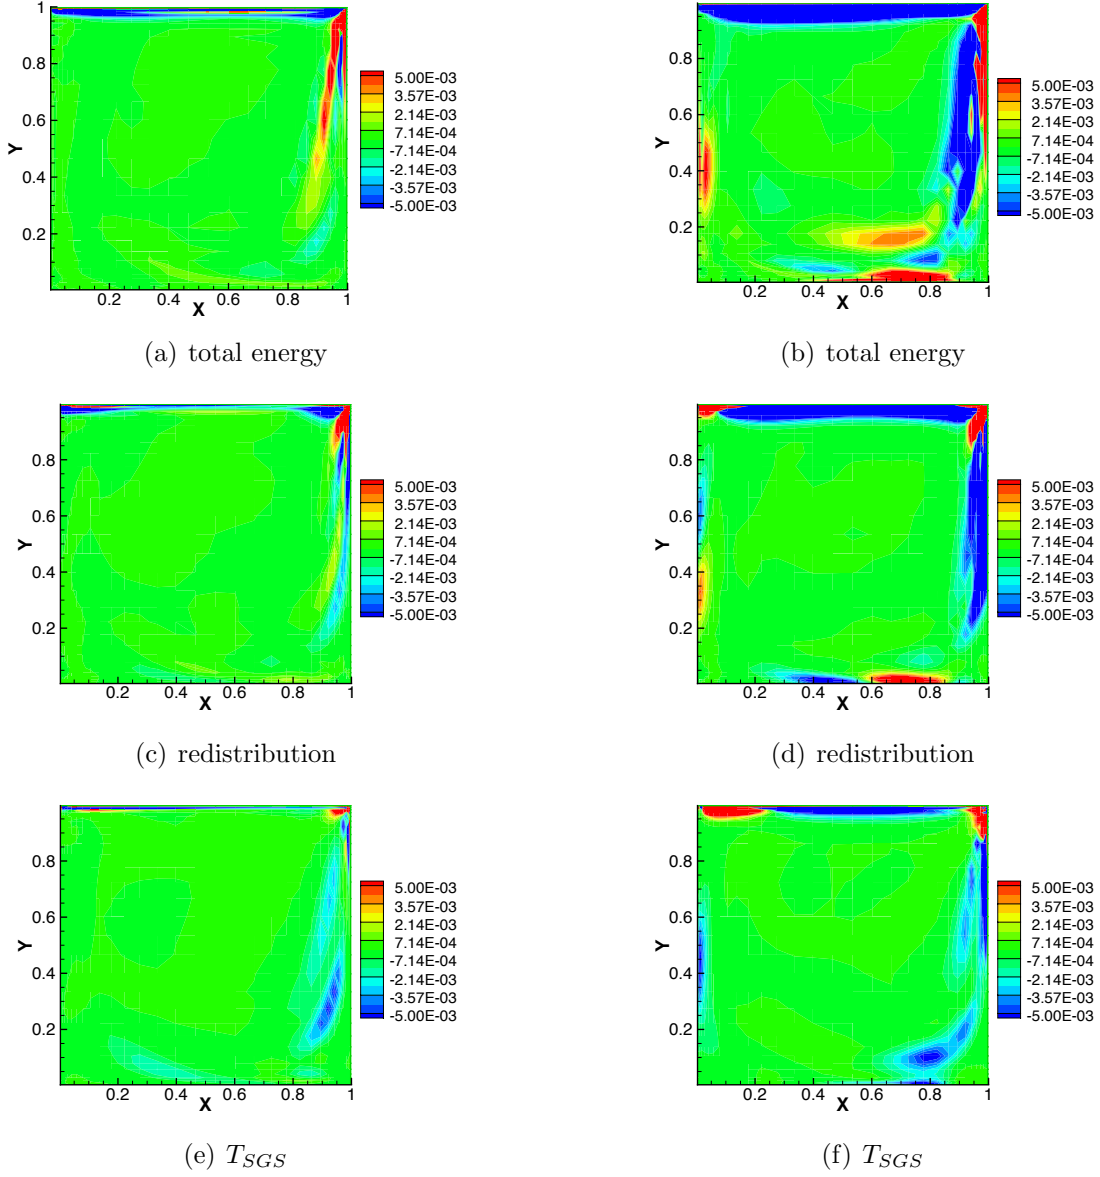 1
0.8
0.6
0.4
0.2
Y
0.2 0.4 0.6 0.8 1
X
5.00E-03
3.57E-03
2.14E-03
7.14E-04
-7.14E-04
-2.14E-03
-3.57E-03
-5.00E-03
(a) total energy
0.8
0.6
0.4
0.2
Y
0.2 0.4 0.6 0.8 1
X
5.00E-03
3.57E-03
2.14E-03
7.14E-04
-7.14E-04
-2.14E-03
-3.57E-03
-5.00E-03
(b) total energy
0.8
0.6
0.4
0.2
Y
0.2 0.4 0.6 0.8 1
X
5.00E-03
3.57E-03
2.14E-03
7.14E-04
-7.14E-04
-2.14E-03
-3.57E-03
-5.00E-03
(c) redistribution
0.8
0.6
0.4
0.2
Y
0.2 0.4 0.6 0.8 1
X
5.00E-03
3.57E-03
2.14E-03
7.14E-04
-7.14E-04
-2.14E-03
-3.57E-03
-5.00E-03
(d) redistribution
0.8
0.6
0.4
0.2
Y
0.2 0.4 0.6 0.8 1
X
5.00E-03
3.57E-03
2.14E-03
7.14E-04
-7.14E-04
-2.14E-03
-3.57E-03
-5.00E-03
(e) T_{SGS}
0.8
0.6
0.4
0.2
Y
0.2 0.4 0.6 0.8 1
X
5.00E-03
3.57E-03
2.14E-03
7.14E-04
-7.14E-04
-2.14E-03
-3.57E-03
-5.00E-03
(f) T_{SGS}